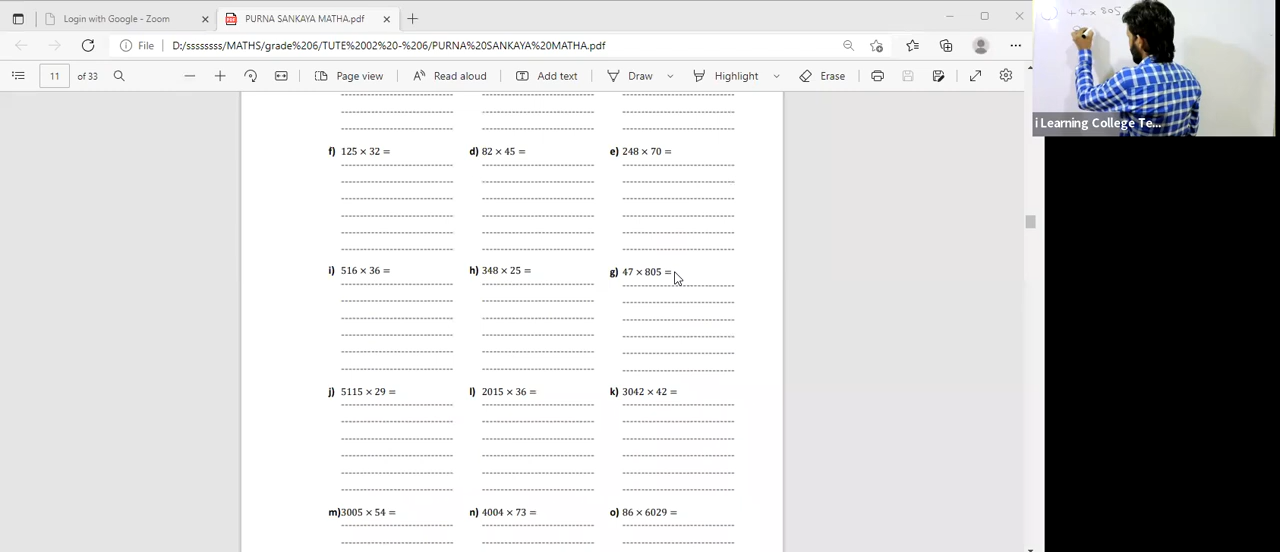 Login with Google - Zoom
PURNA SANKAYA MATHA.pdf
File
D:/ssssssss/MATHS/grade%206/TUTE%2002%20-%206/PURNA%20SANKAYA%20MATHA.pdf
11 of 33
Page view
Read aloud
Add text
Draw
Highlight
Erase
42 × 805
i Learning College Te...
f) 125 × 32 =
d) 82 × 45 =
e) 248 × 70 =
i) 516 × 36 =
h) 348 × 25 =
g) 47 × 805 =
j) 5115 × 29 =
l) 2015 × 36 =
k) 3042 × 42 =
m)3005 × 54 =
n) 4004 × 73 =
o) 86 × 6029 =